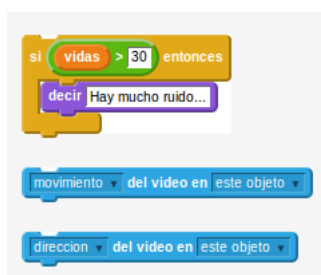 si vidas > 30 entonces
decir Hay mucho ruido...
movimiento del video en este objeto
direccion del video en este objeto